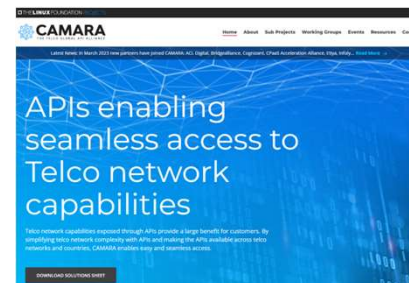 THE LINUX FOUNDATION PROJECTS
CAMARA
THE TELCO GLOBAL API ALLIANCE
Home About Sub Projects Working Groups Events Resources
Latest News: In March 2023 new partners have joined CAMARA: ACL Digital, BridgeAlliance, Cognizant, CPaaS Acceleration Alliance, Infosy... Read More →
APIs enabling
seamless access to
Telco network
capabilities
Telco network capabilities exposed through APIs provide a large benefit for customers. By
simplifying telco network complexity with APIs and making the APIs available across telco
networks and countries, CAMARA enables easy and seamless access.
DOWNLOAD SOLUTIONS SHEET